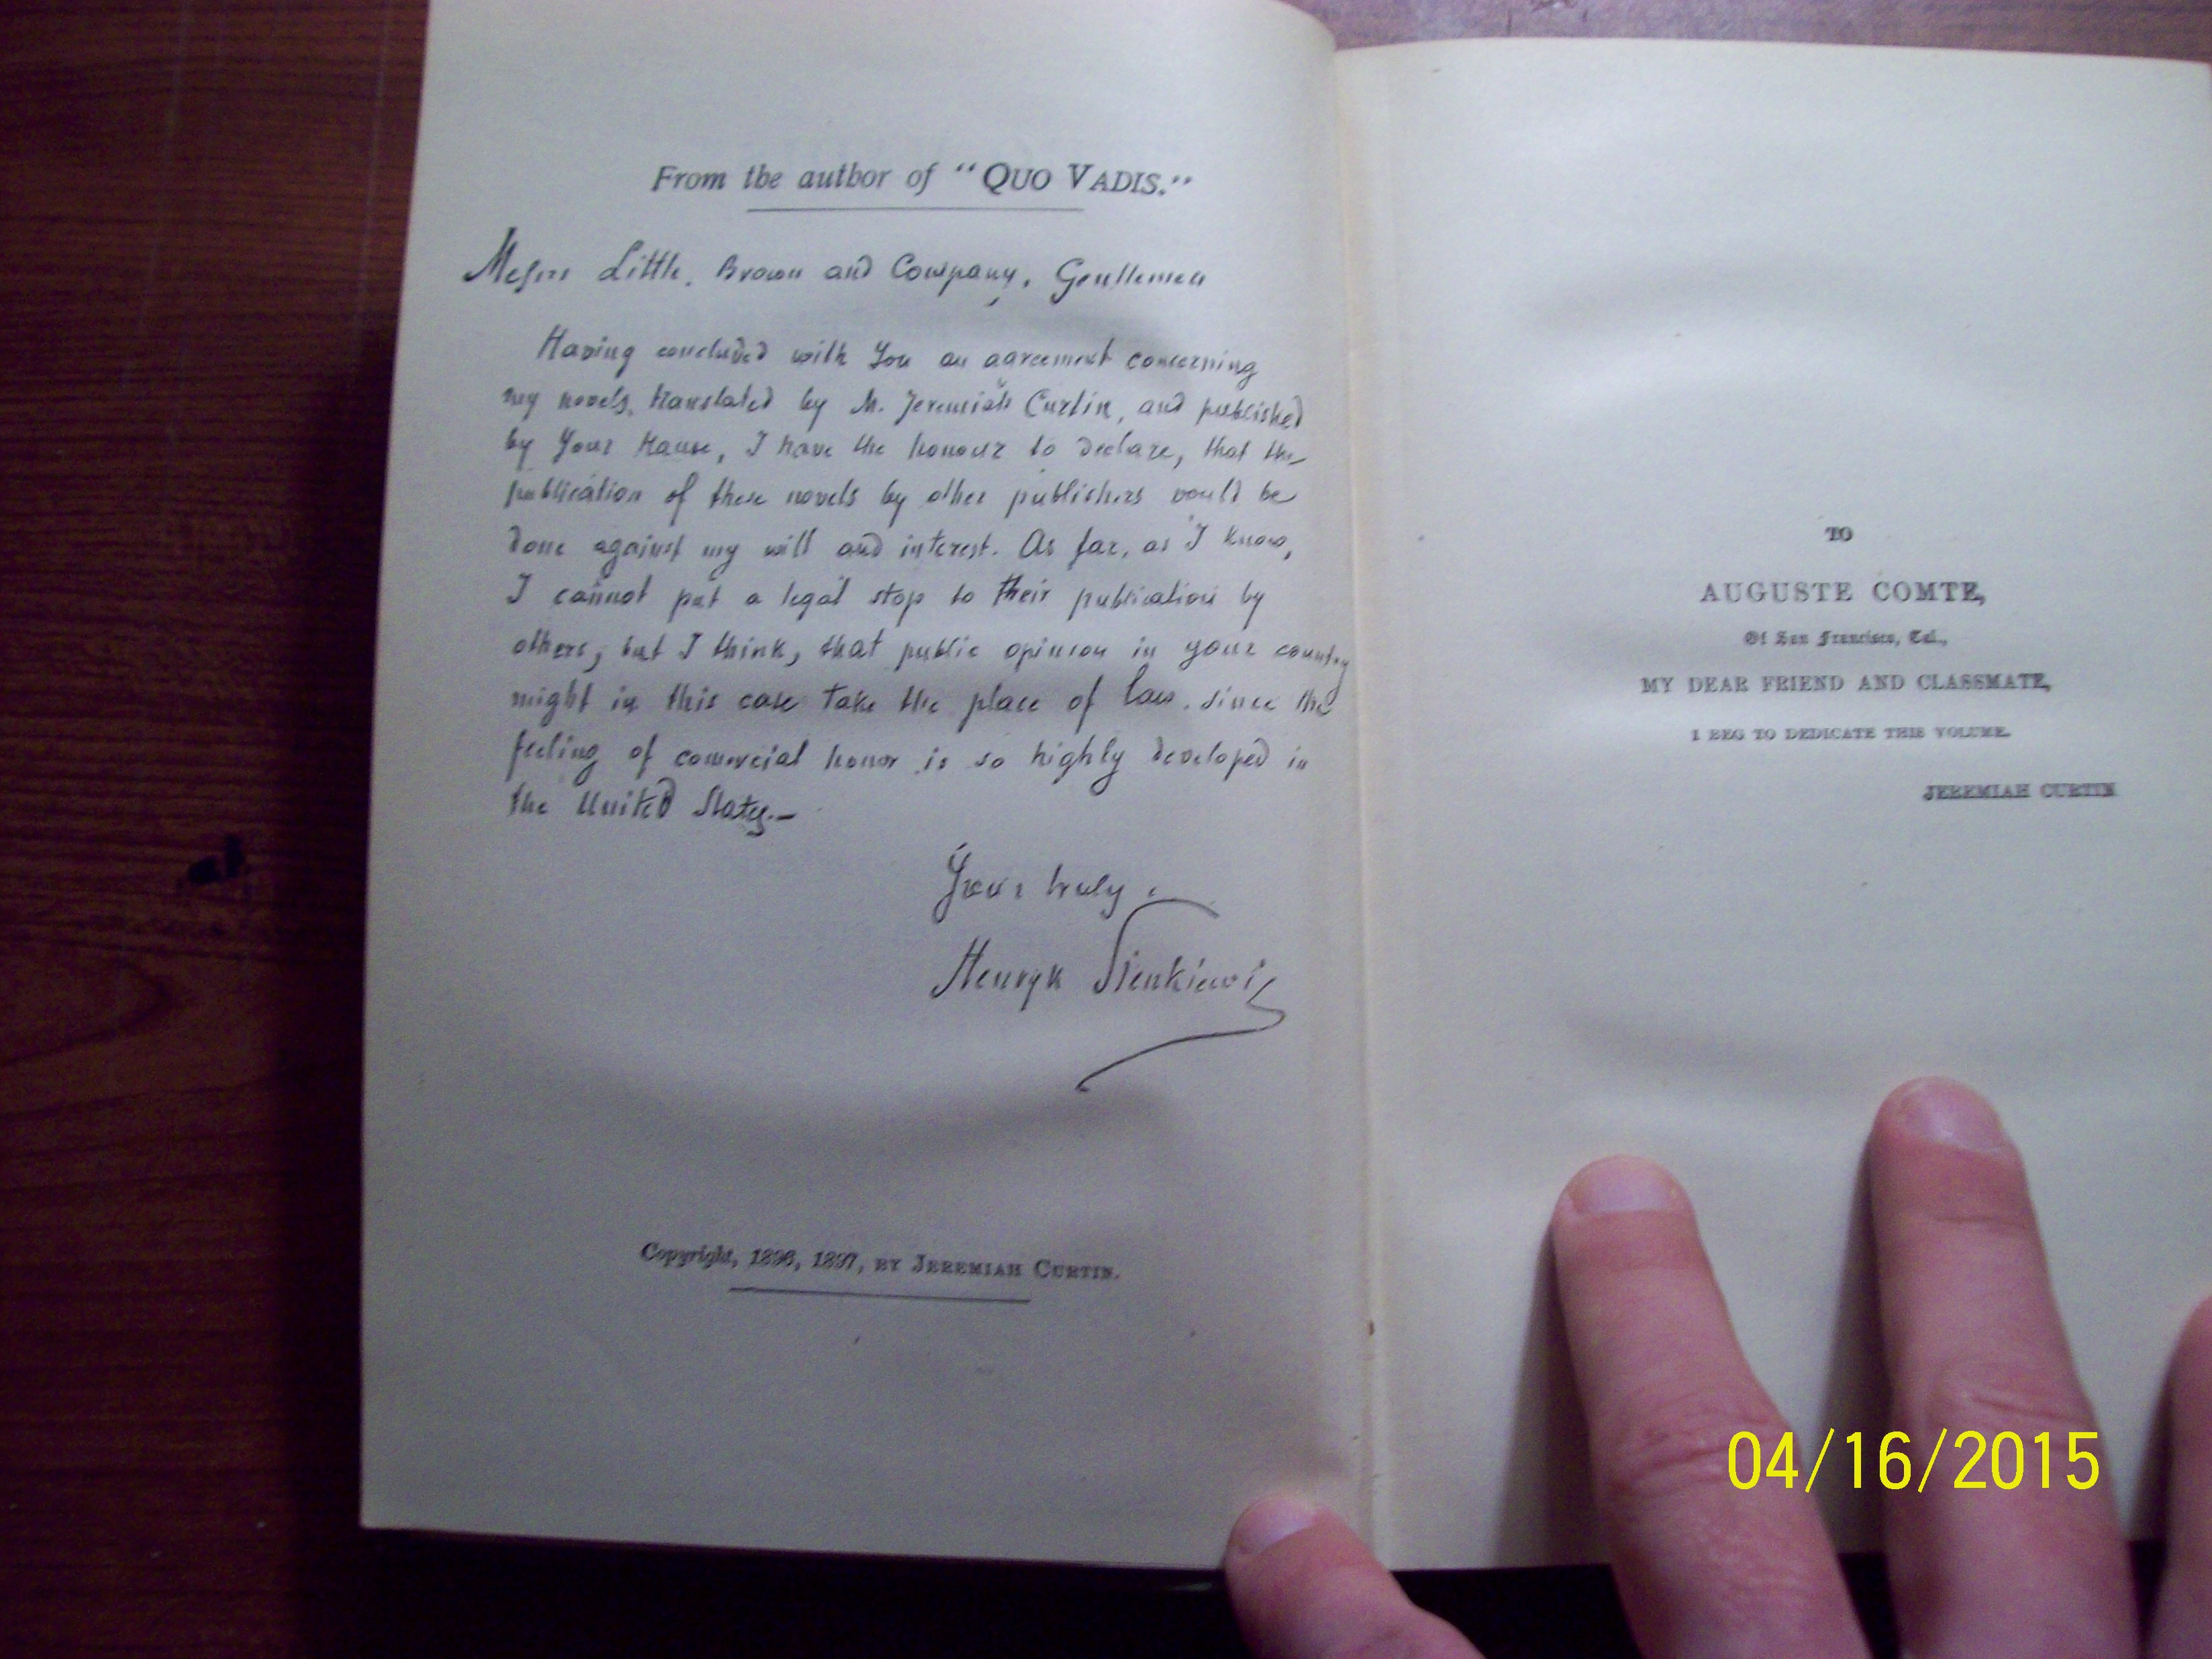 From the author of "QUO VADIS."
Messrs Little, Brown and Company, Gentlemen
Having concluded with You an agreement concerning
my novels, translated by M. Jeremiah Curtin, and published
by Your House, I have the honour to declare, that the
publication of these novels by other publishers would be
done against my will and interest. As far, as I know,
I cannot put a legal stop to their publication by
others, but I think, that public opinion in your country
might in this case take the place of law, since the
feeling of comercial honor is so highly developed in
the United States.—
Your truly.
Henryk Sienkiewicz
Copyright, 1896, 1897, BY JEREMIAH CURTIN.
TO
AUGUSTE COMTE,
Of San Francisco, Cal.,
MY DEAR FRIEND AND CLASSMATE,
I BEG TO DEDICATE THIS VOLUME.
JEREMIAH CURTIN
04/16/2015